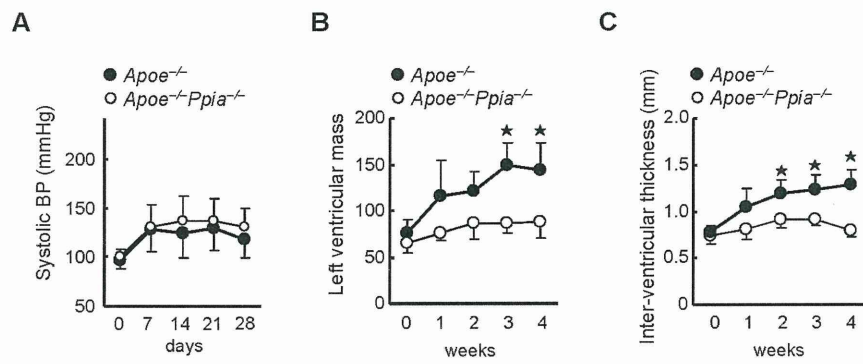 A
Apoe−/−
Apoe−/−Ppia−/−
Systolic BP (mmHg)
200
150
100
50
0 7 14 21 28
days
B
Apoe−/−
Apoe−/−Ppia−/−
Left ventricular mass
200
150
100
50
0
0 1 2 3 4
weeks
C
Apoe−/−
Apoe−/−Ppia−/−
Inter-ventricular thickness (mm)
2.0
1.5
1.0
0.5
0
0 1 2 3 4
weeks